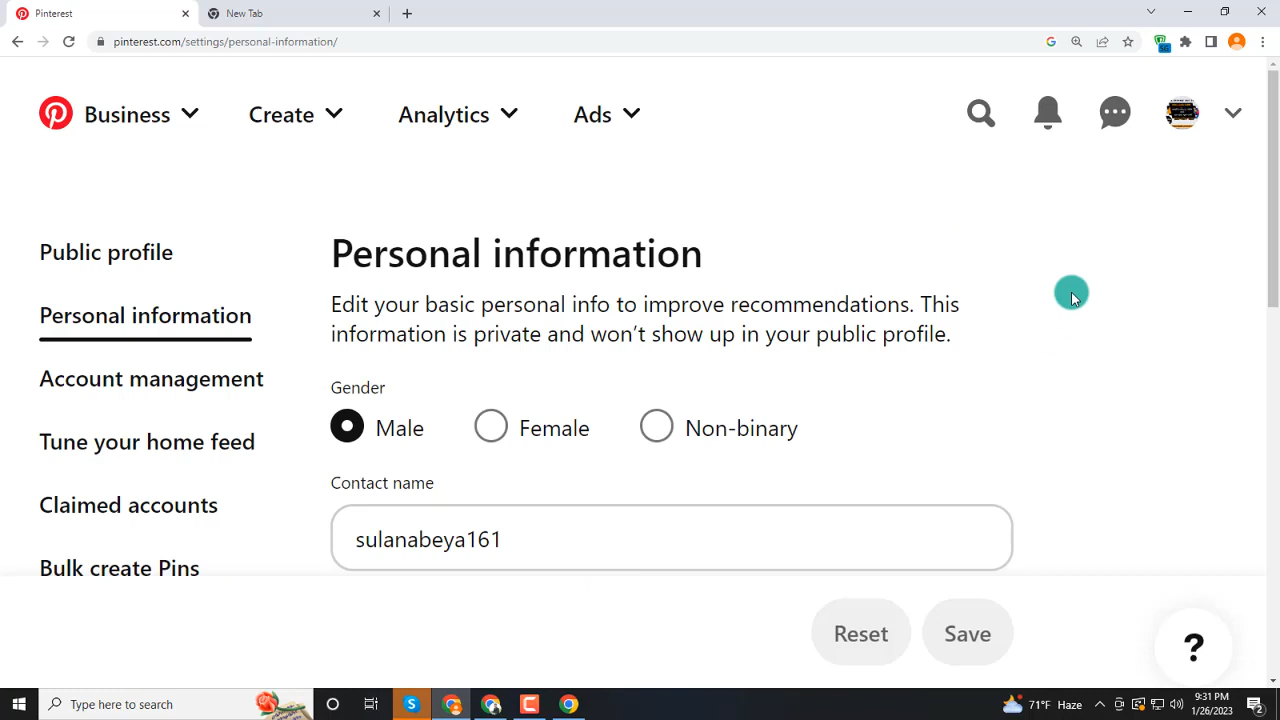 Pinterest
New Tab
pinterest.com/settings/personal-information/
Business
Create
Analytics
Ads
Public profile
Personal information
Account management
Tune your home feed
Claimed accounts
Bulk create Pins
Personal information
Edit your basic personal info to improve recommendations. This
information is private and won’t show up in your public profile.
Gender
Male
Female
Non-binary
Contact name
sulanabeya161
Reset
Save
?
Type here to search
71°F Haze
9:31 PM
1/26/2023
2